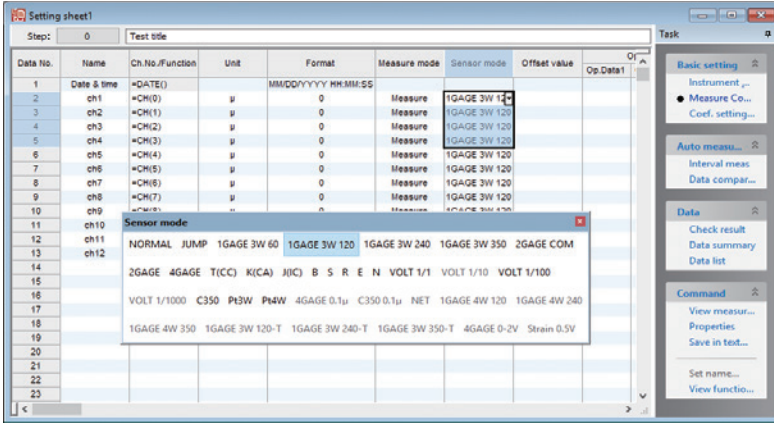 Setting sheet1
Step: 0 Test title
Data No. Name Ch.No./Function Unit Format Measure mode Sensor mode Offset value
Op.Data1
1 Date & time =DATE() MM/DD/YYYY HH:MM:SS
2 ch1 =CH(0) µ 0 Measure 1GAGE 3W 12
3 ch2 =CH(1) µ 0 Measure 1GAGE 3W 120
4 ch3 =CH(2) µ 0 Measure 1GAGE 3W 120
5 ch4 =CH(3) µ 0 Measure 1GAGE 3W 120
6 ch5 =CH(4) µ 0 Measure 1GAGE 3W 120
7 ch6 =CH(5) µ 0 Measure 1GAGE 3W 120
8 ch7 =CH(6) µ 0 Measure 1GAGE 3W 120
9 ch8 =CH(7) µ 0 Measure 1GAGE 3W 120
10 ch9
11 ch10
12 ch11
13 ch12
14
15
16
17
18
19
20
21
22
23
Sensor mode
NORMAL JUMP 1GAGE 3W 60 1GAGE 3W 120 1GAGE 3W 240 1GAGE 3W 350 2GAGE COM
2GAGE 4GAGE T(CC) K(CA) J(IC) B S R E N VOLT 1/1 VOLT 1/10 VOLT 1/100
VOLT 1/1000 C350 Pt3W Pt4W 4GAGE 0.1µ C350 0.1µ NET 1GAGE 4W 120 1GAGE 4W 240
1GAGE 4W 350 1GAGE 3W 120-T 1GAGE 3W 240-T 1GAGE 3W 350-T 4GAGE 0-2V Strain 0.5V
Task
Basic setting
Instrument ...
Measure Co...
Coef. setting...
Auto measu...
Interval meas
Data compar...
Data
Check result
Data summary
Data list
Command
View measur...
Properties
Save in text...
Set name...
View functio...